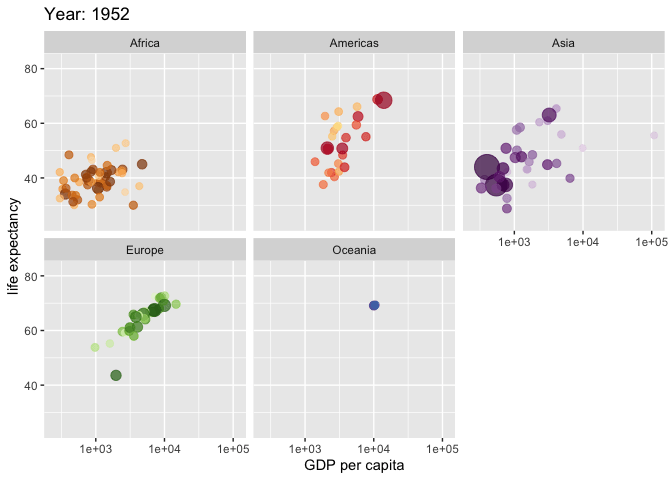 Year: 1952
Africa
Americas
Asia
80
60
40
1e+03
1e+04
1e+05
life expectancy
Europe
Oceania
80
60
40
1e+03
1e+04
1e+05
1e+03
1e+04
1e+05
GDP per capita